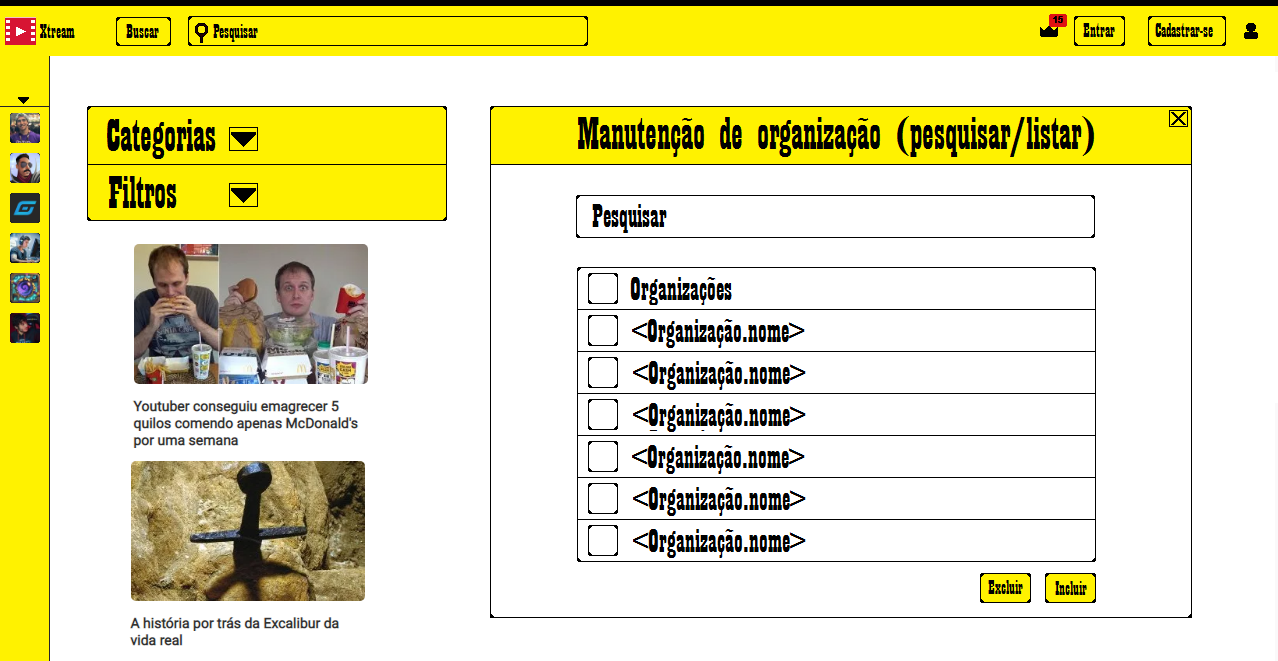 Xtream
Buscar
Pesquisar
15
Entrar
Cadastrar-se
Categorias
Filtros
Youtuber conseguiu emagrecer 5
quilos comendo apenas McDonald's
por uma semana
A história por trás da Excalibur da
vida real
Manutenção de organização (pesquisar/listar)
Pesquisar
Organizações
<Organização.nome>
<Organização.nome>
<Organização.nome>
<Organização.nome>
<Organização.nome>
<Organização.nome>
Excluir
Incluir